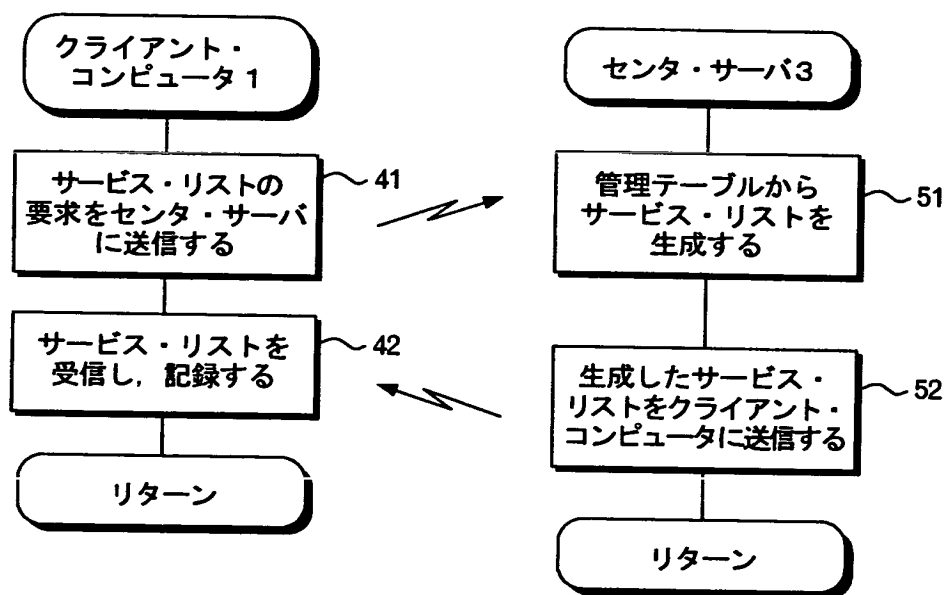 クライアント・
コンピュータ1
サービス・リストの
要求をセンタ・サーバ
に送信する
41
サービス・リストを
受信し，記録する
42
リターン
センタ・サーバ3
管理テーブルから
サービス・リストを
生成する
51
生成したサービス・
リストをクライアント・
コンピュータに送信する
52
リターン